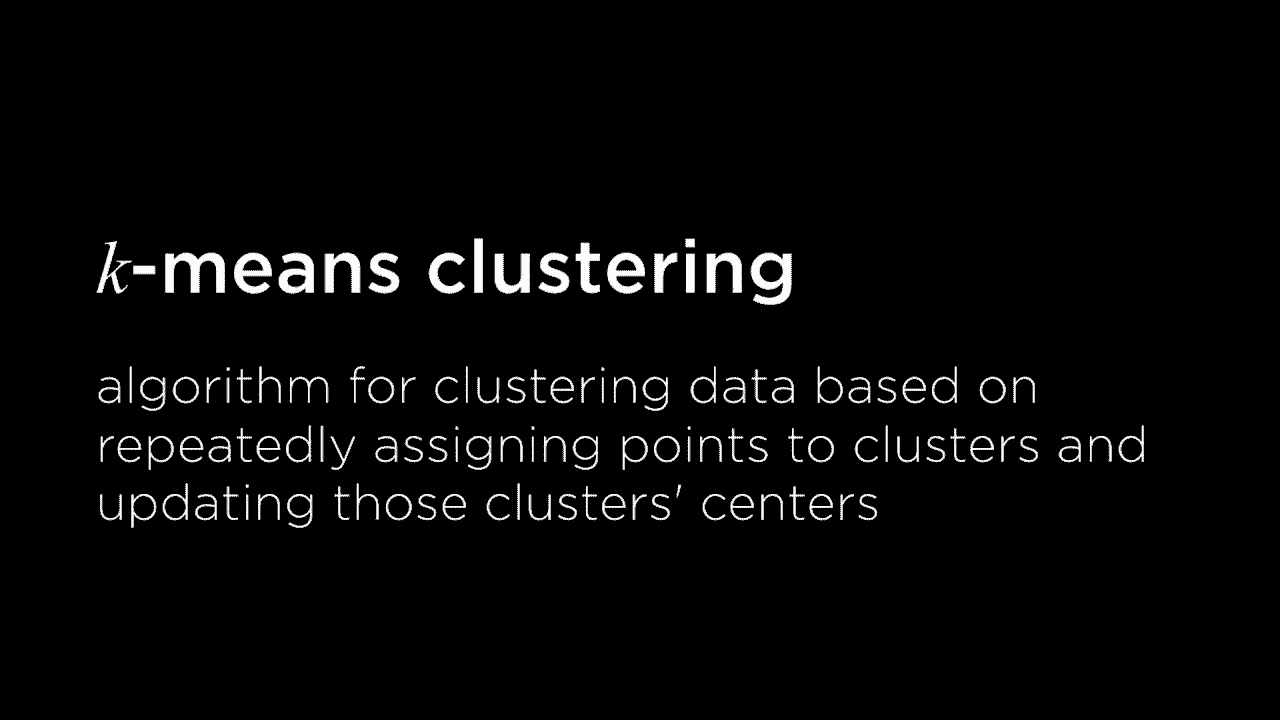 k-means clustering
algorithm for clustering data based on
repeatedly assigning points to clusters and
updating those clusters' centers